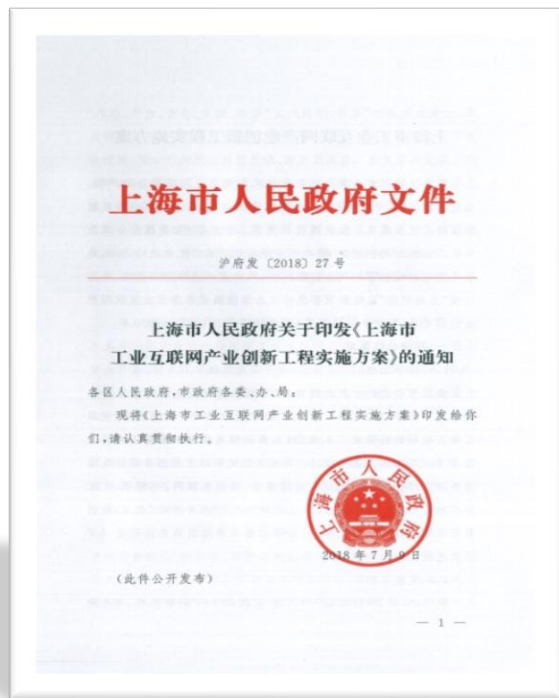 上海市人民政府文件
沪府发〔2018〕27号
上海市人民政府关于印发《上海市
工业互联网产业创新工程实施方案》的通知
各区人民政府,市政府各委、办、局:
现将《上海市工业互联网产业创新工程实施方案》印发给你
们,请认真贯彻执行。
上海市人民政府
2018年7月9日
(此件公开发布)
— 1 —